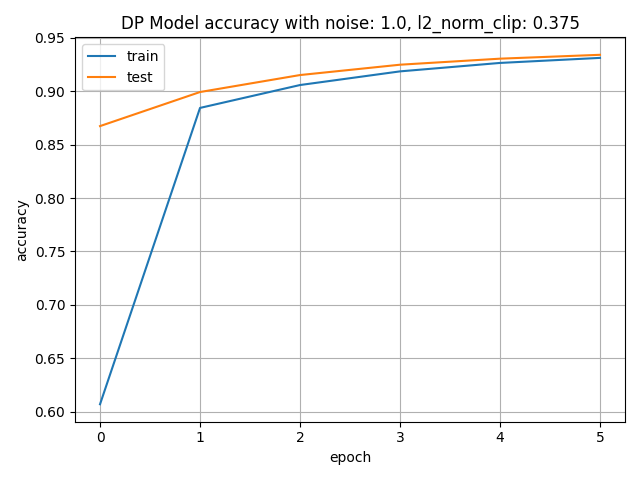 DP Model accuracy with noise: 1.0, l2_norm_clip: 0.375
train
test
0.95
0.90
0.85
0.80
0.75
0.70
0.65
0.60
accuracy
0 1 2 3 4 5
epoch